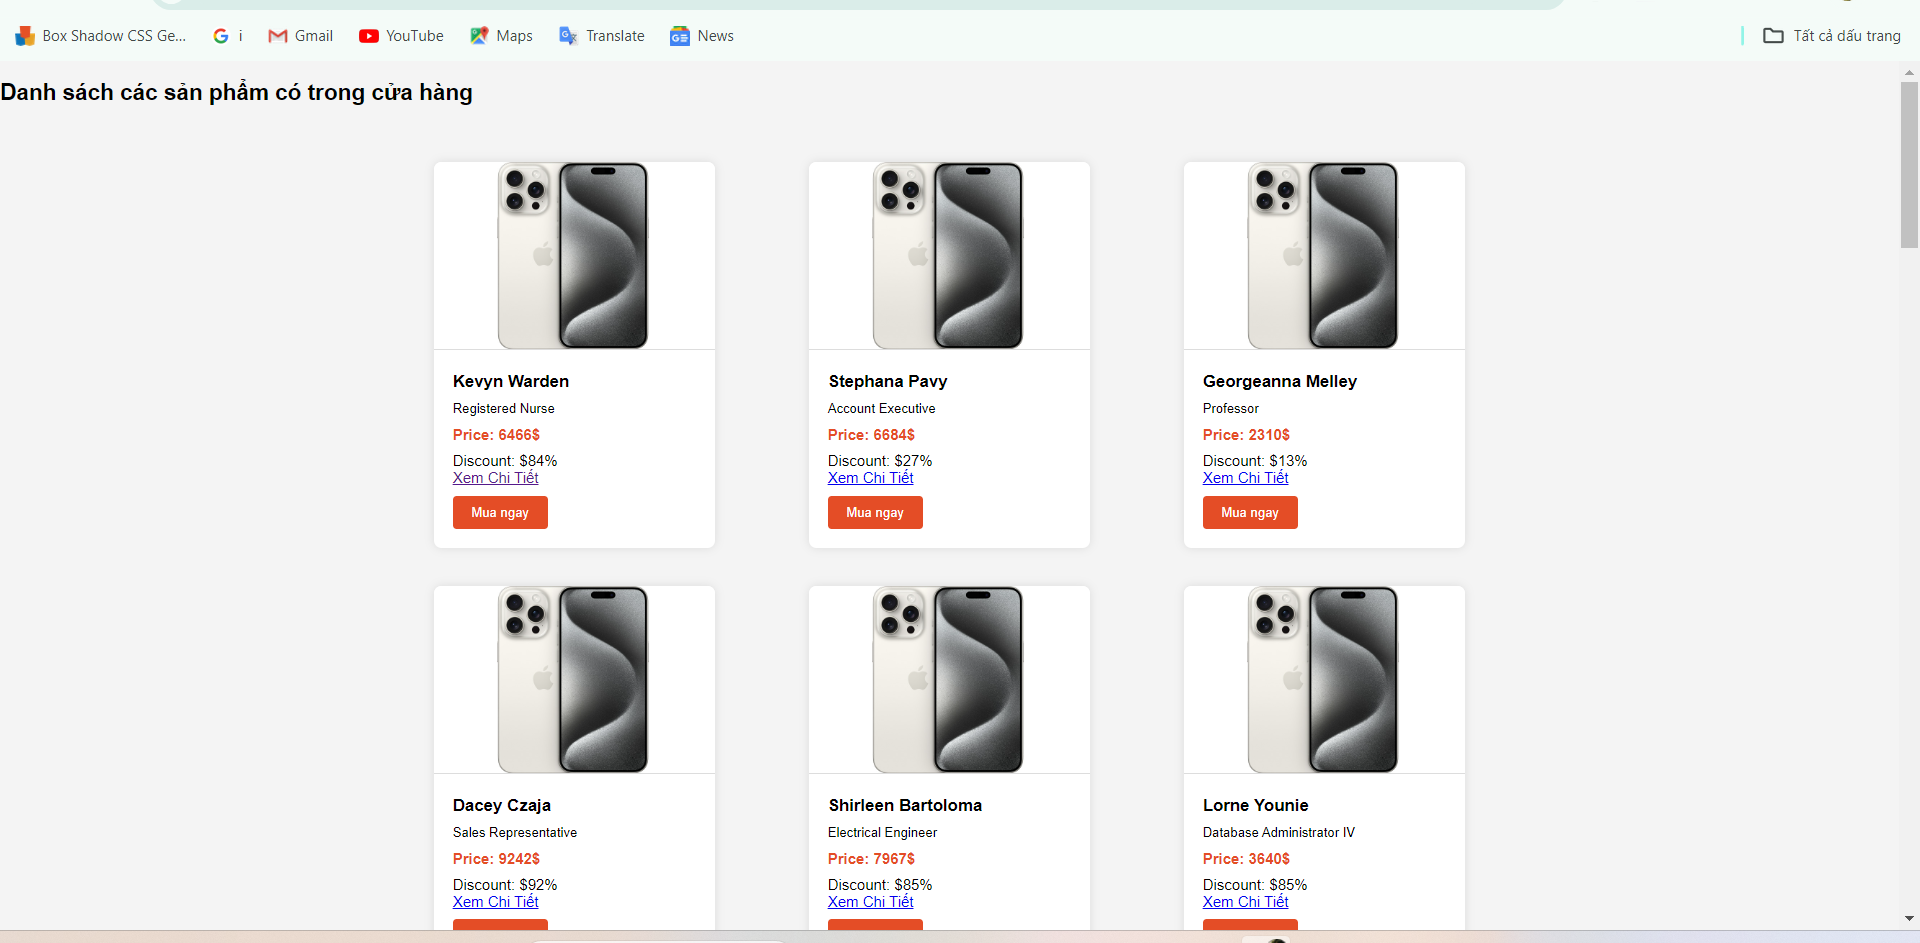 Box Shadow CSS Ge... i Gmail YouTube Maps Translate News Tất cả dấu trang
Danh sách các sản phẩm có trong cửa hàng
Kevyn Warden
Registered Nurse
Price: 6466$
Discount: $84%
Xem Chi Tiết
Mua ngay
Stephana Pavy
Account Executive
Price: 6684$
Discount: $27%
Xem Chi Tiết
Mua ngay
Georgeanna Melley
Professor
Price: 2310$
Discount: $13%
Xem Chi Tiết
Mua ngay
Dacey Czaja
Sales Representative
Price: 9242$
Discount: $92%
Xem Chi Tiết
Shirleen Bartoloma
Electrical Engineer
Price: 7967$
Discount: $85%
Xem Chi Tiết
Lorne Younie
Database Administrator IV
Price: 3640$
Discount: $85%
Xem Chi Tiết